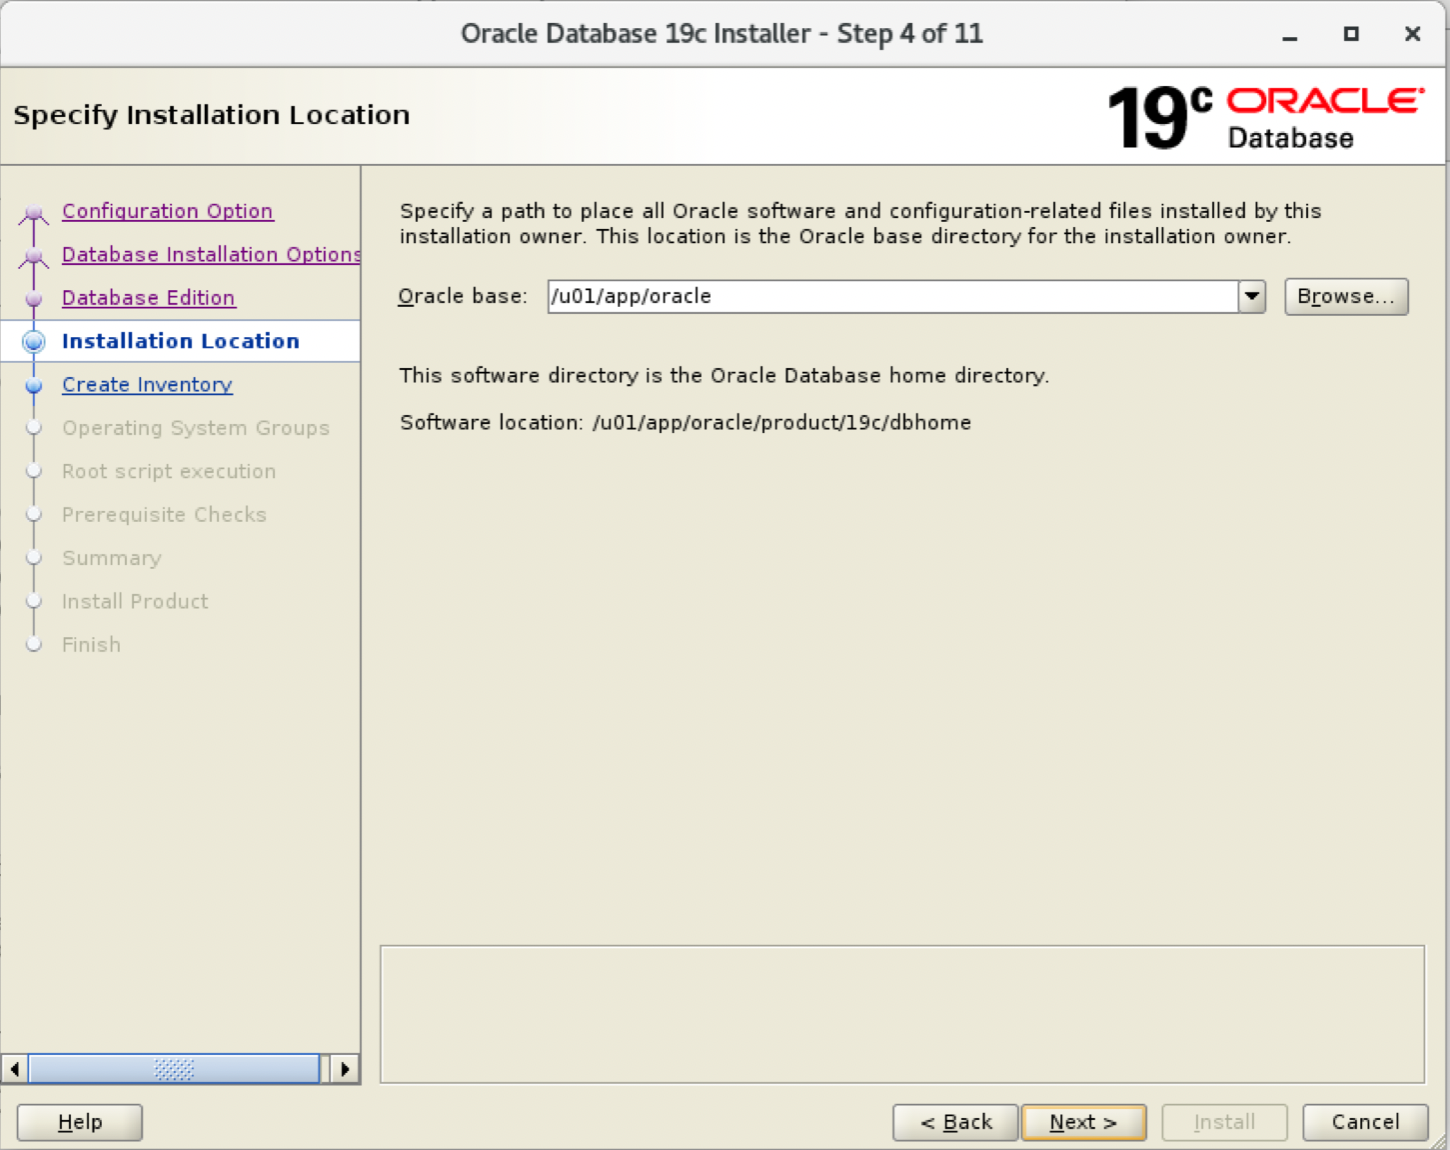 Oracle Database 19c Installer - Step 4 of 11
Specify Installation Location
19c ORACLE
Database
Configuration Option
Database Installation Options
Database Edition
Installation Location
Create Inventory
Operating System Groups
Root script execution
Prerequisite Checks
Summary
Install Product
Finish
Specify a path to place all Oracle software and configuration-related files installed by this
installation owner. This location is the Oracle base directory for the installation owner.
Oracle base: /u01/app/oracle Browse...
This software directory is the Oracle Database home directory.
Software location: /u01/app/oracle/product/19c/dbhome
Help < Back Next > Install Cancel